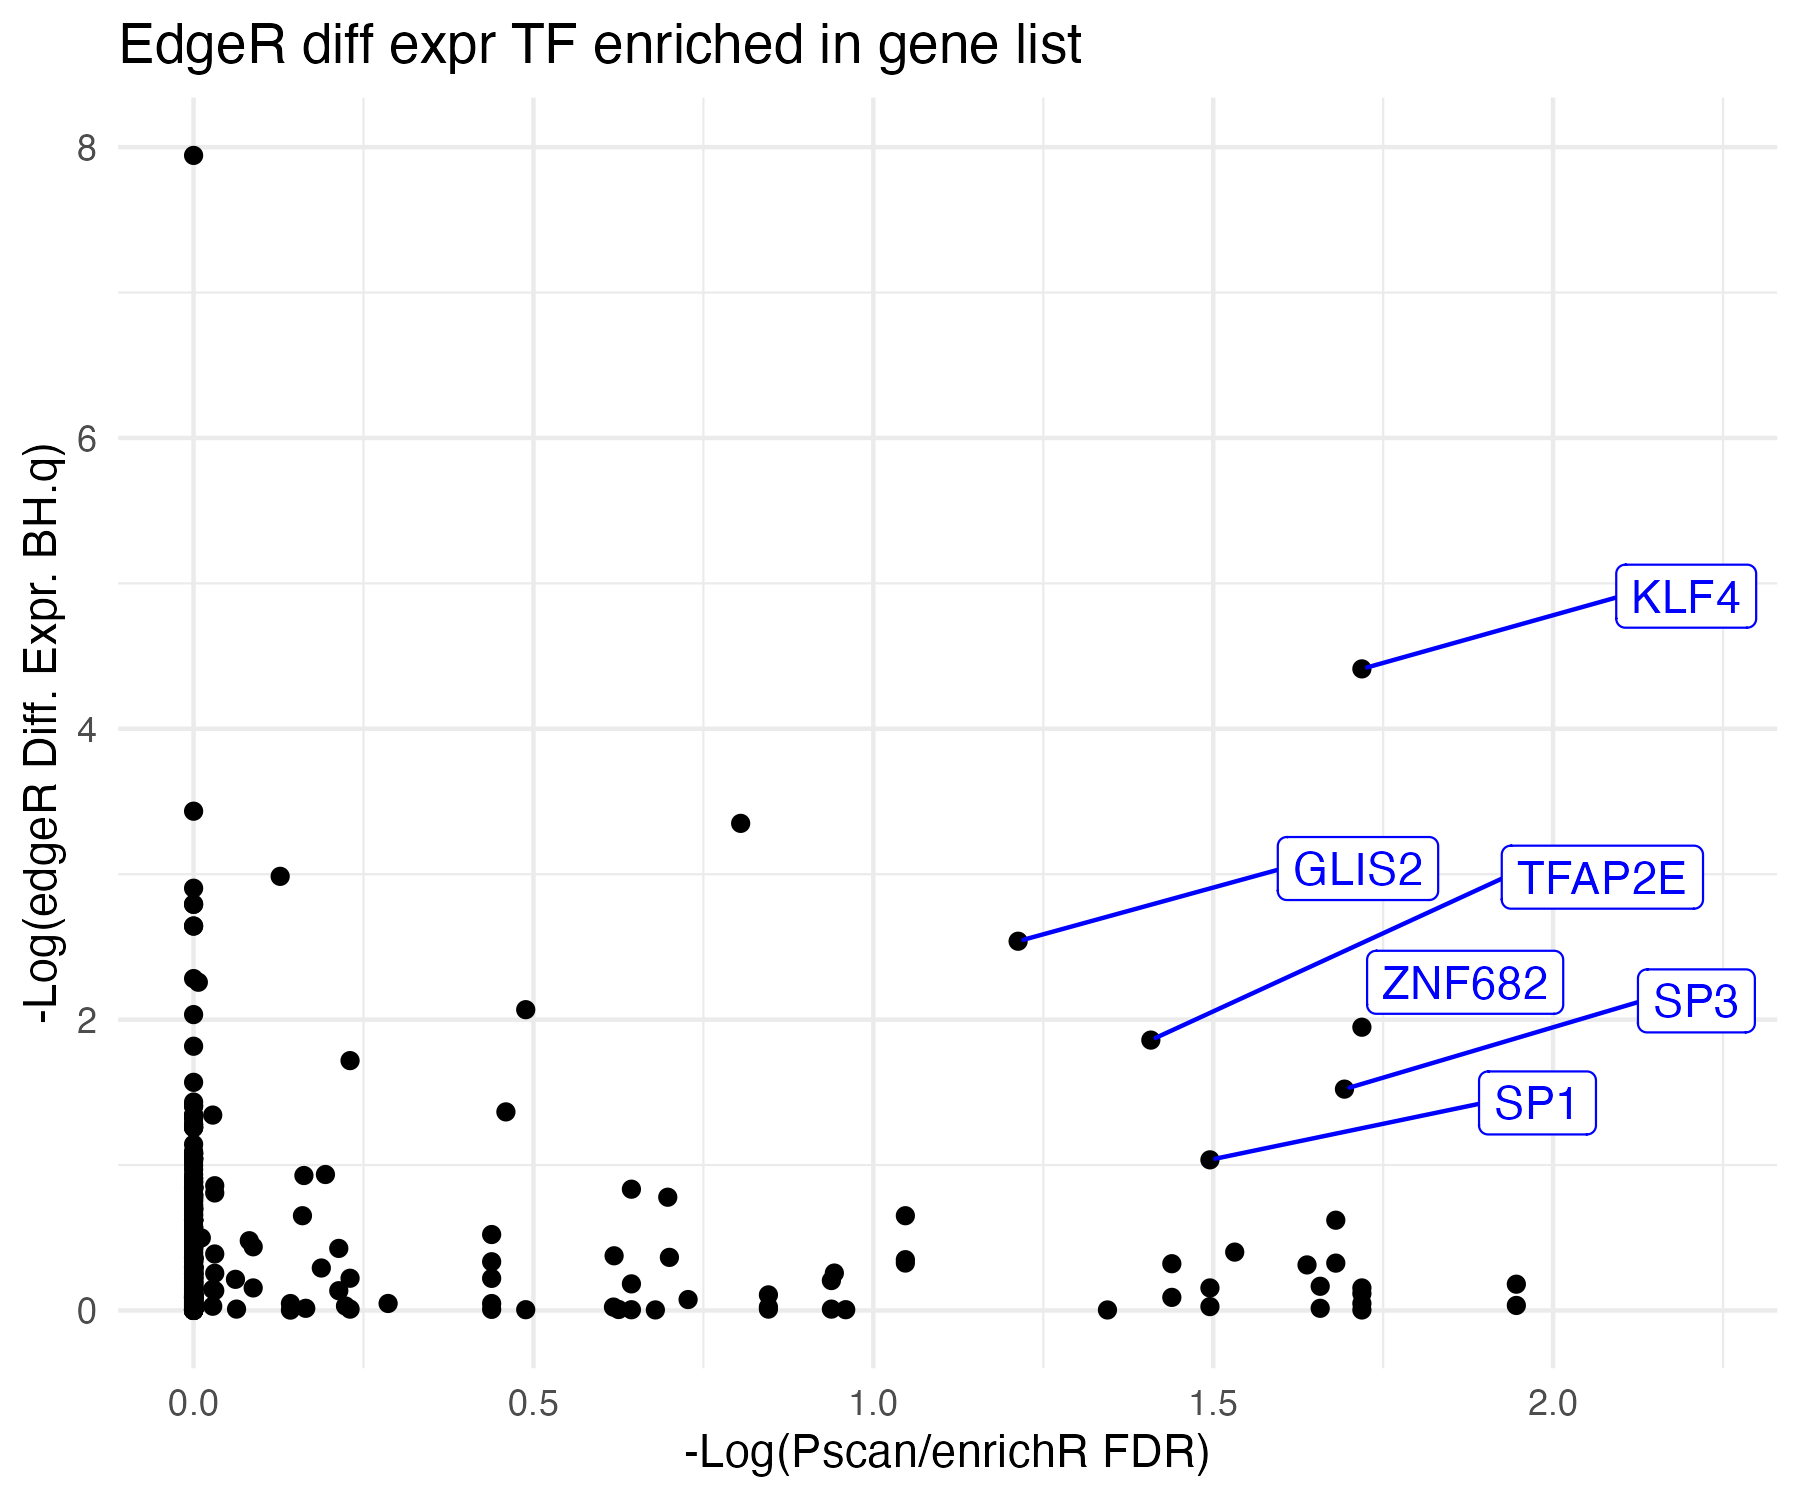 EdgeR diff expr TF enriched in gene list
-Log(edgeR Diff. Expr. BH.q)
8
6
4
2
0
KLF4
GLIS2
TFAP2E
ZNF682
SP3
SP1
0.0 0.5 1.0 1.5 2.0
-Log(Pscan/enrichR FDR)